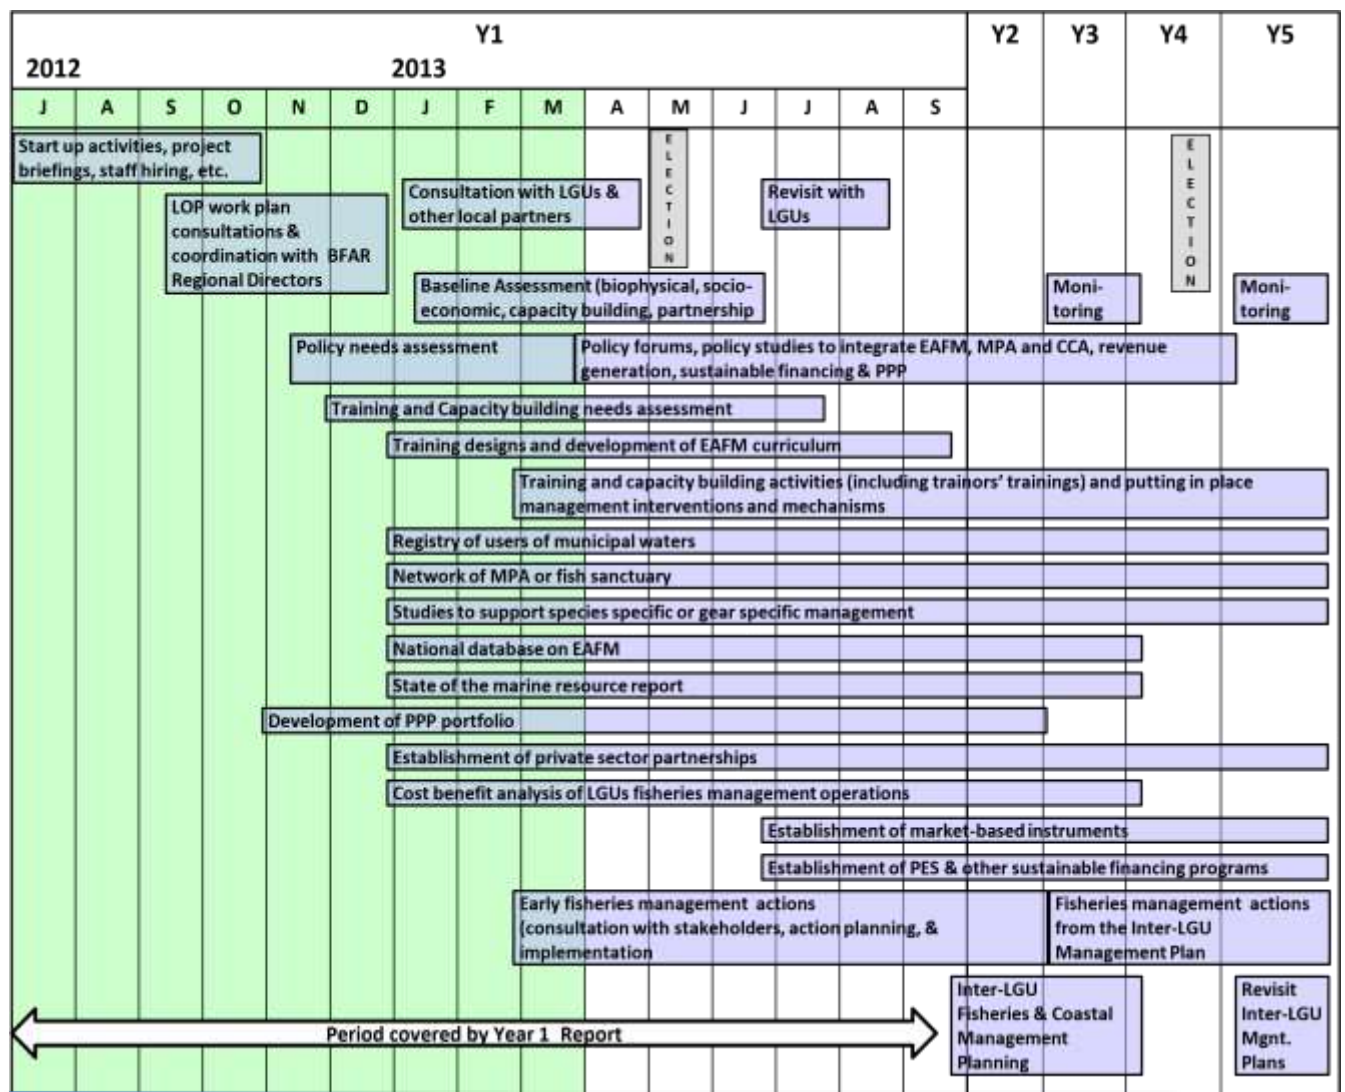 Y1
Y2
Y3
Y4
Y5
2012
2013
J A S O N D J F M A M J J A S
Start up activities, project
briefings, staff hiring, etc.
ELECTION
ELECTION
Consultation with LGUs &
other local partners
Revisit with
LGUs
LOP work plan
consultations &
coordination with BFAR
Regional Directors
Baseline Assessment (biophysical, socio-
economic, capacity building, partnership
Moni-
toring
Moni-
toring
Policy needs assessment
Policy forums, policy studies to integrate EAFM, MPA and CCA, revenue
generation, sustainable financing & PPP
Training and Capacity building needs assessment
Training designs and development of EAFM curriculum
Training and capacity building activities (including trainors' trainings) and putting in place
management interventions and mechanisms
Registry of users of municipal waters
Network of MPA or fish sanctuary
Studies to support species specific or gear specific management
National database on EAFM
State of the marine resource report
Development of PPP portfolio
Establishment of private sector partnerships
Cost benefit analysis of LGUs fisheries management operations
Establishment of market-based instruments
Establishment of PES & other sustainable financing programs
Early fisheries management actions
(consultation with stakeholders, action planning, &
implementation
Fisheries management actions
from the Inter-LGU
Management Plan
Inter-LGU
Fisheries & Coastal
Management
Planning
Revisit
Inter-LGU
Mgnt.
Plans
Period covered by Year 1 Report